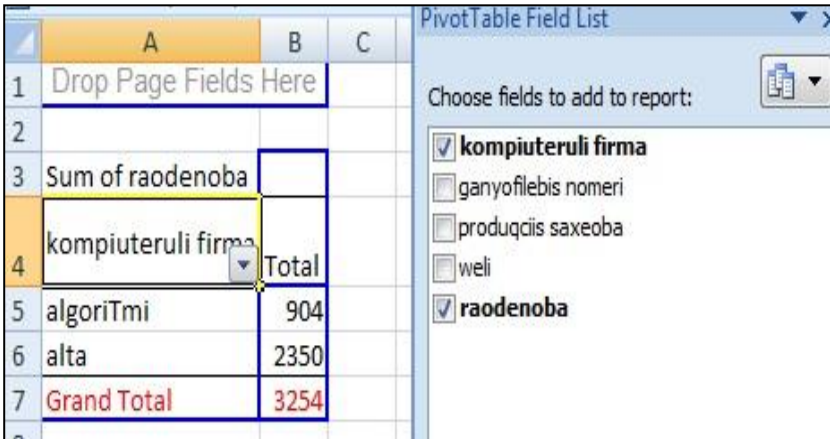 PivotTable Field List
A B C
1 Drop Page Fields Here
2
3 Sum of raodenoba
4 kompiuteruli firma Total
5 algoriTmi 904
6 alta 2350
7 Grand Total 3254
Choose fields to add to report:
kompiuteruli firma
ganyofilebis nomeri
produqciis saxeoba
weli
raodenoba